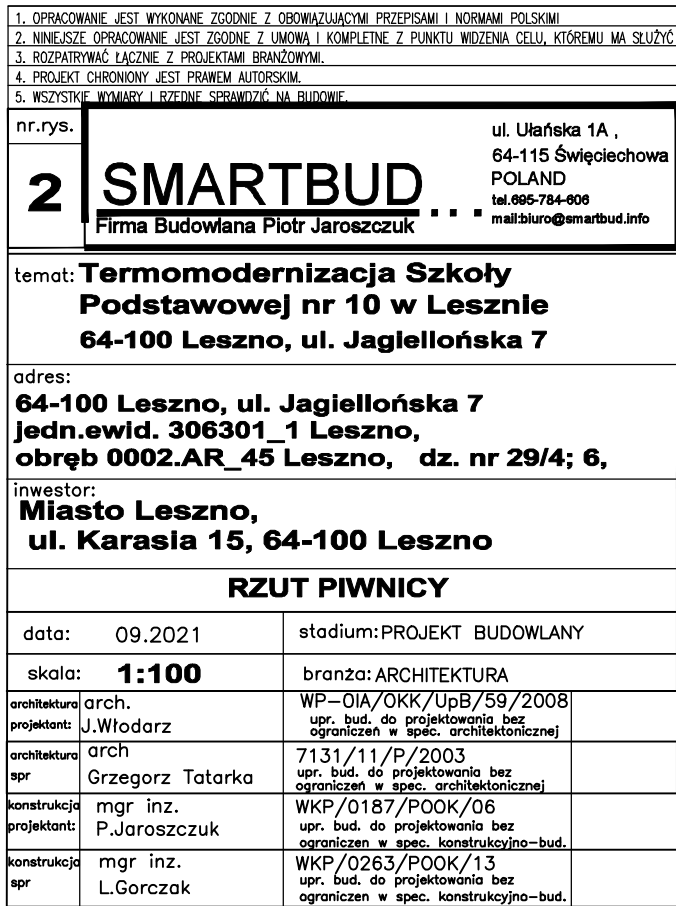 1. OPRACOWANIE JEST WYKONANE ZGODNIE Z OBOWIĄZUJĄCYMI PRZEPISAMI I NORMAMI POLSKIMI
2. NINIEJSZE OPRACOWANIE JEST ZGODNE Z UMOWĄ I KOMPLETNE Z PUNKTU WIDZENIA CELU, KTÓREMU MA SŁUŻYĆ
3. ROZPATRYWAĆ ŁĄCZNIE Z PROJEKTAMI BRANŻOWYMI.
4. PROJEKT CHRONIONY JEST PRAWEM AUTORSKIM.
5. WSZYSTKIE WYMIARY I RZĘDNE SPRAWDZIĆ NA BUDOWIE.
nr.rys.
2
SMARTBUD...
Firma Budowlana Piotr Jaroszczuk
ul. Ułańska 1A ,
64-115 Święciechowa
POLAND
tel.695-784-606
mail:biuro@smartbud.info
temat: Termomodernizacja Szkoły
Podstawowej nr 10 w Lesznie
64-100 Leszno, ul. Jagiellońska 7
adres:
64-100 Leszno, ul. Jagiellońska 7
jedn.ewid. 306301_1 Leszno,
obręb 0002.AR_45 Leszno, dz. nr 29/4; 6,
inwestor:
Miasto Leszno,
ul. Karasia 15, 64-100 Leszno
RZUT PIWNICY
data: 09.2021 stadium: PROJEKT BUDOWLANY
skala: 1:100 branża: ARCHITEKTURA
architektura projektant:
arch.
J.Włodarz
WP-OIA/OKK/UpB/59/2008
upr. bud. do projektowania bez
ograniczeń w spec. architektonicznej
architektura spr
arch
Grzegorz Tatarka
7131/11/P/2003
upr. bud. do projektowania bez
ograniczeń w spec. architektonicznej
konstrukcja projektant:
mgr inz.
P.Jaroszczuk
WKP/0187/POOK/06
upr. bud. do projektowania bez
ograniczen w spec. konstrukcyjno-bud.
konstrukcja spr
mgr inz.
L.Gorczak
WKP/0263/POOK/13
upr. bud. do projektowania bez
ograniczen w spec. konstrukcyjno-bud.